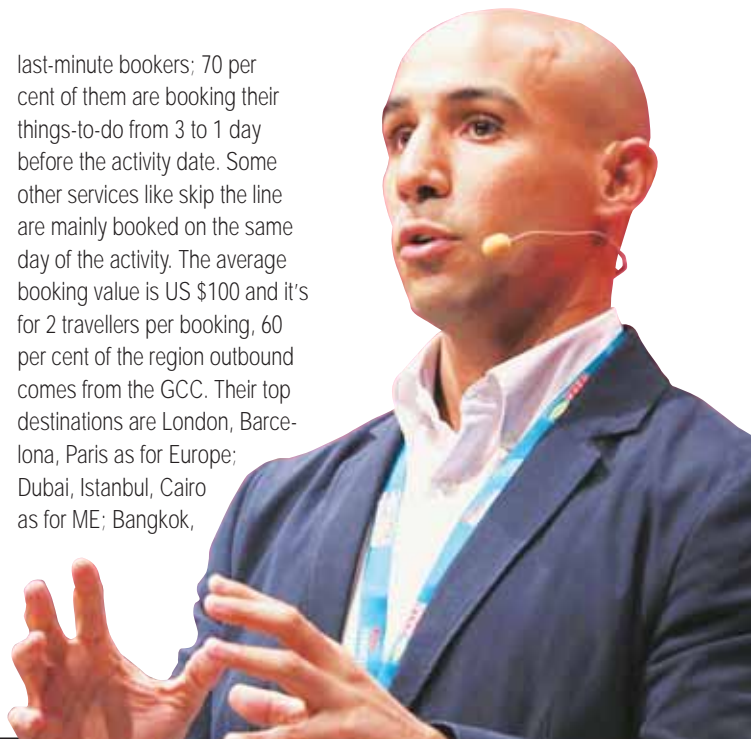 last-minute bookers; 70 per
cent of them are booking their
things-to-do from 3 to 1 day
before the activity date. Some
other services like skip the line
are mainly booked on the same
day of the activity. The average
booking value is US $100 and it's
for 2 travellers per booking, 60
per cent of the region outbound
comes from the GCC. Their top
destinations are London, Barce-
lona, Paris as for Europe;
Dubai, Istanbul, Cairo
as for ME; Bangkok,